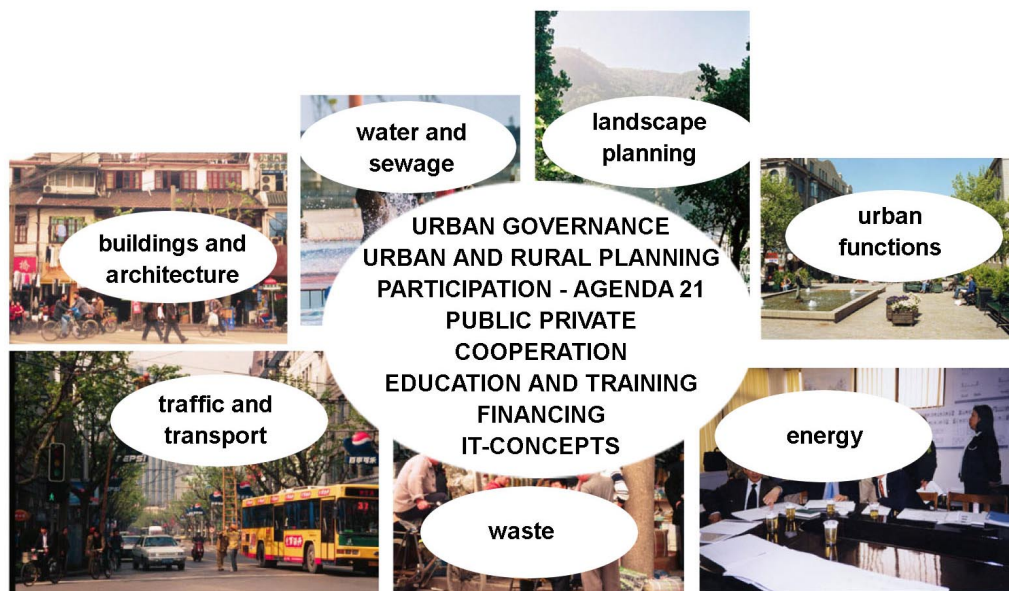 water and
sewage
landscape
planning
buildings and
architecture
urban
functions
URBAN GOVERNANCE
URBAN AND RURAL PLANNING
PARTICIPATION - AGENDA 21
PUBLIC PRIVATE
COOPERATION
EDUCATION AND TRAINING
FINANCING
IT-CONCEPTS
traffic and
transport
energy
waste